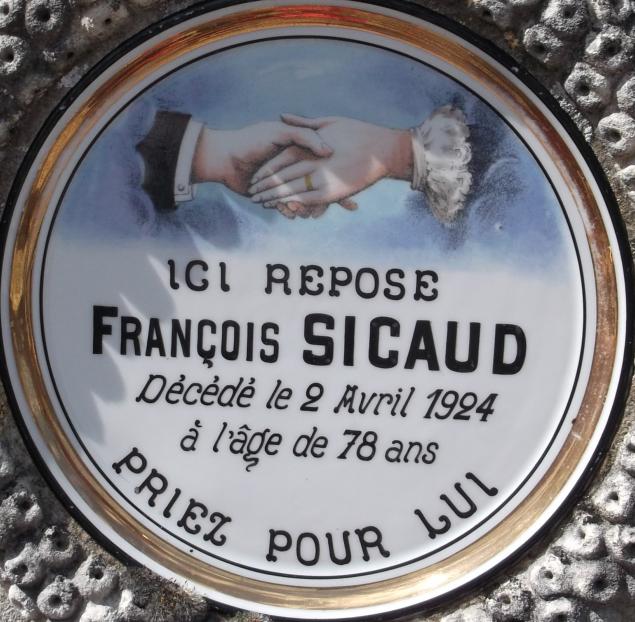 ICI REPOSE
FRANÇOIS SICAUD
Décédé le 2 Avril 1924
à l'âge de 78 ans
PRIEZ POUR LUI